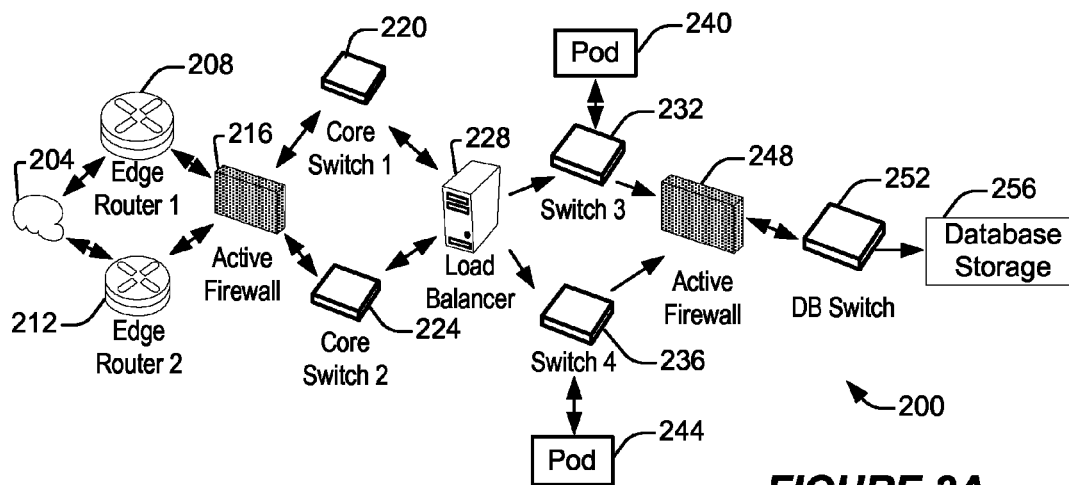 220
240
Pod
208
232
216
Core
Switch 1
228
248
204
Edge
Router 1
252
256
Switch 3
Database
Storage
Active
Firewall
Load
Balancer
Active
Firewall
DB Switch
212
Edge
Router 2
224
Core
Switch 2
Switch 4
236
200
244
Pod